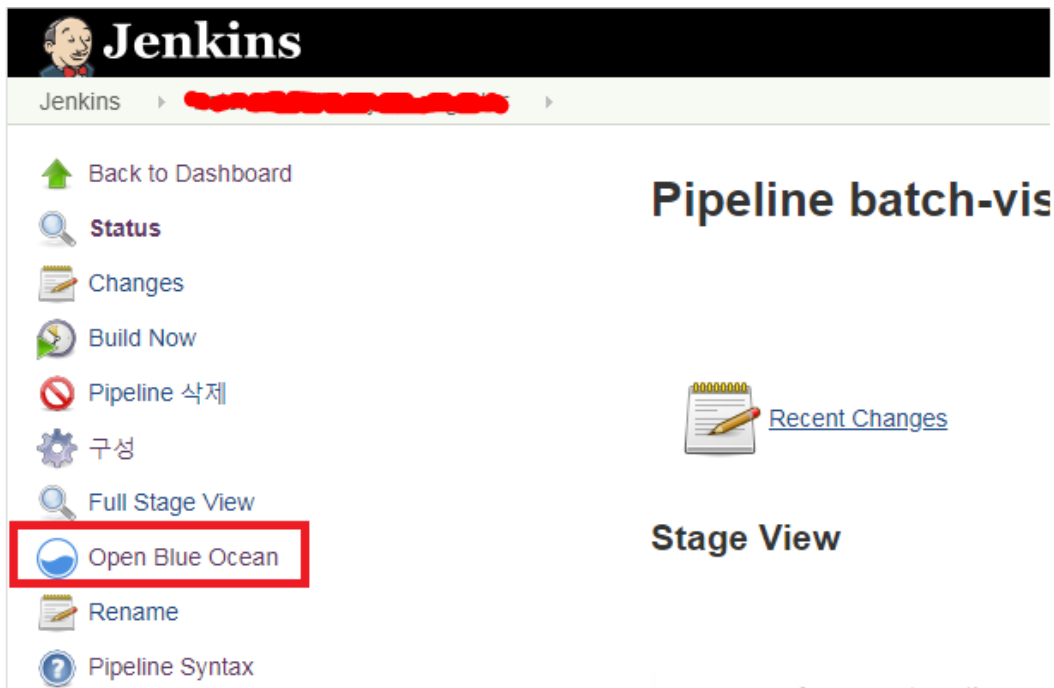 Jenkins
Jenkins
Back to Dashboard
Status
Changes
Build Now
Pipeline 삭제
구성
Full Stage View
Open Blue Ocean
Rename
Pipeline Syntax
Pipeline batch-vis
Recent Changes
Stage View